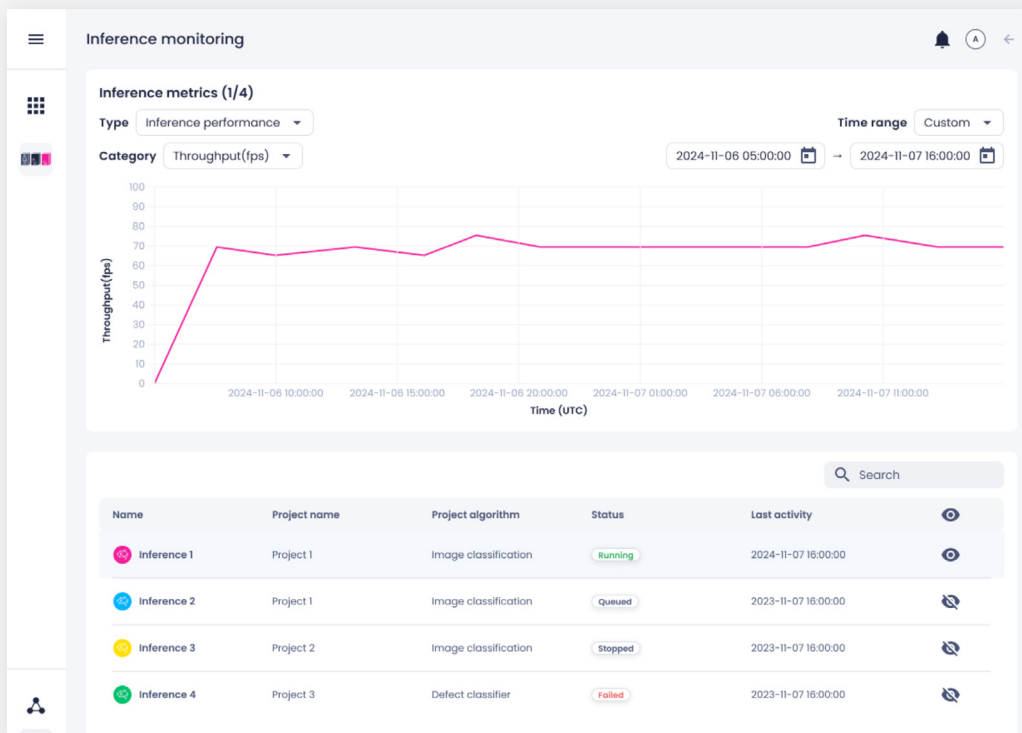 Inference monitoring
A
Inference metrics (1/4)
Type Inference performance
Time range Custom
Category Throughput(fps)
2024-11-06 05:00:00 → 2024-11-07 16:00:00
100
90
80
70
60
50
40
30
20
10
0
Throughput(fps)
2024-11-06 10:00:00 2024-11-06 15:00:00 2024-11-06 20:00:00 2024-11-07 01:00:00 2024-11-07 06:00:00 2024-11-07 11:00:00
Time (UTC)
Search
Name Project name Project algorithm Status Last activity
Inference 1 Project 1 Image classification Running 2024-11-07 16:00:00
Inference 2 Project 1 Image classification Queued 2023-11-07 16:00:00
Inference 3 Project 2 Image classification Stopped 2023-11-07 16:00:00
Inference 4 Project 3 Defect classifier Failed 2023-11-07 16:00:00